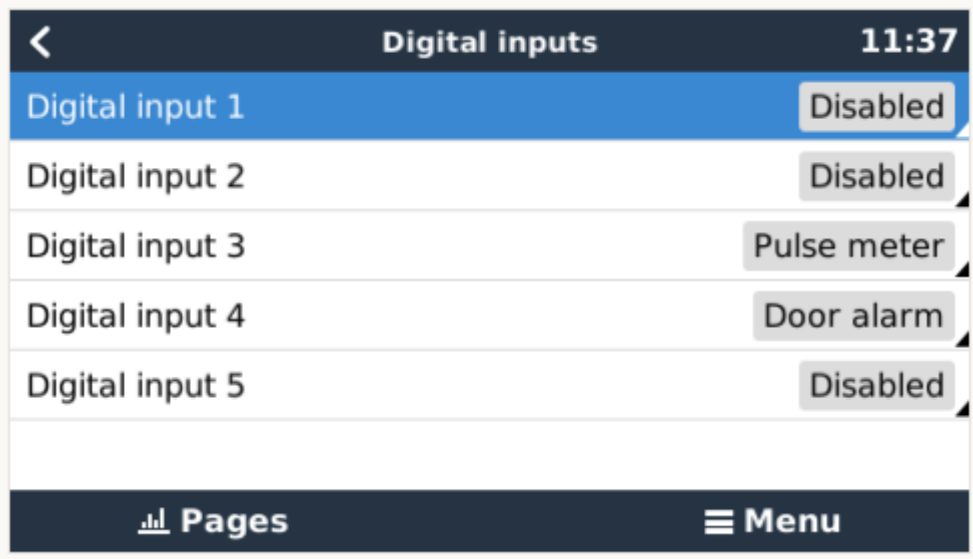 Digital inputs 11:37
Digital input 1 Disabled
Digital input 2 Disabled
Digital input 3 Pulse meter
Digital input 4 Door alarm
Digital input 5 Disabled
Pages Menu